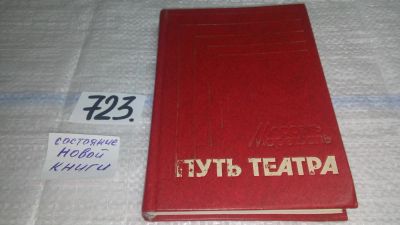 723.
состояние
новой
книги
ПУТЬ ТЕАТРА